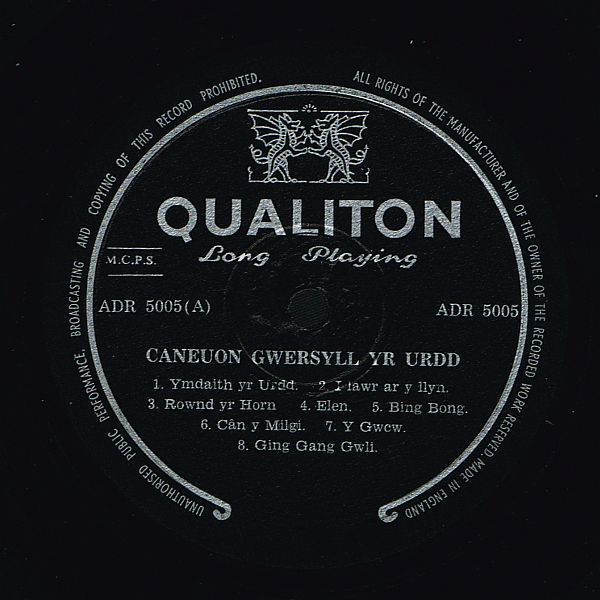 UNAUTHORISED PUBLIC PERFORMANCE, BROADCASTING AND COPYING OF THIS RECORD PROHIBITED.
ALL RIGHTS OF THE MANUFACTURER AND OF THE OWNER OF THE RECORDED WORK RESERVED. MADE IN ENGLAND
QUALITON
Long Playing
M.C.P.S.
ADR 5005(A) ADR 5005
CANEUON GWERSYLL YR URDD
1. Ymdaith yr Urdd. 2. I lawr ar y llyn.
3. Rownd yr Horn 4. Elen. 5. Bing Bong.
6. Cân y Milgi. 7. Y Gwcw.
8. Ging Gang Gwli.